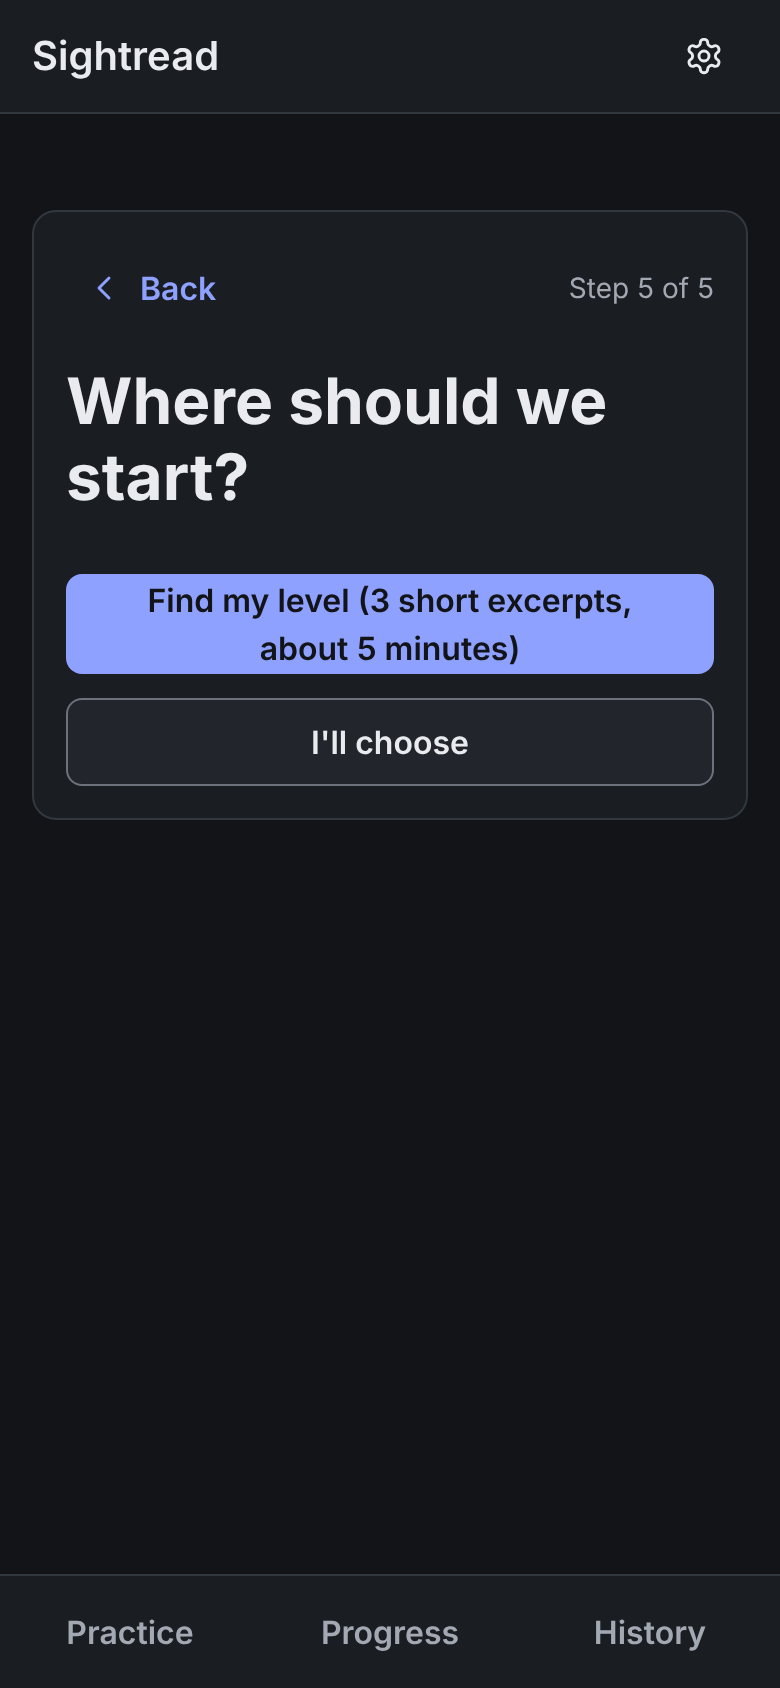 Sightread
Back
Step 5 of 5
Where should we
start?
Find my level (3 short excerpts,
about 5 minutes)
I'll choose
Practice
Progress
History